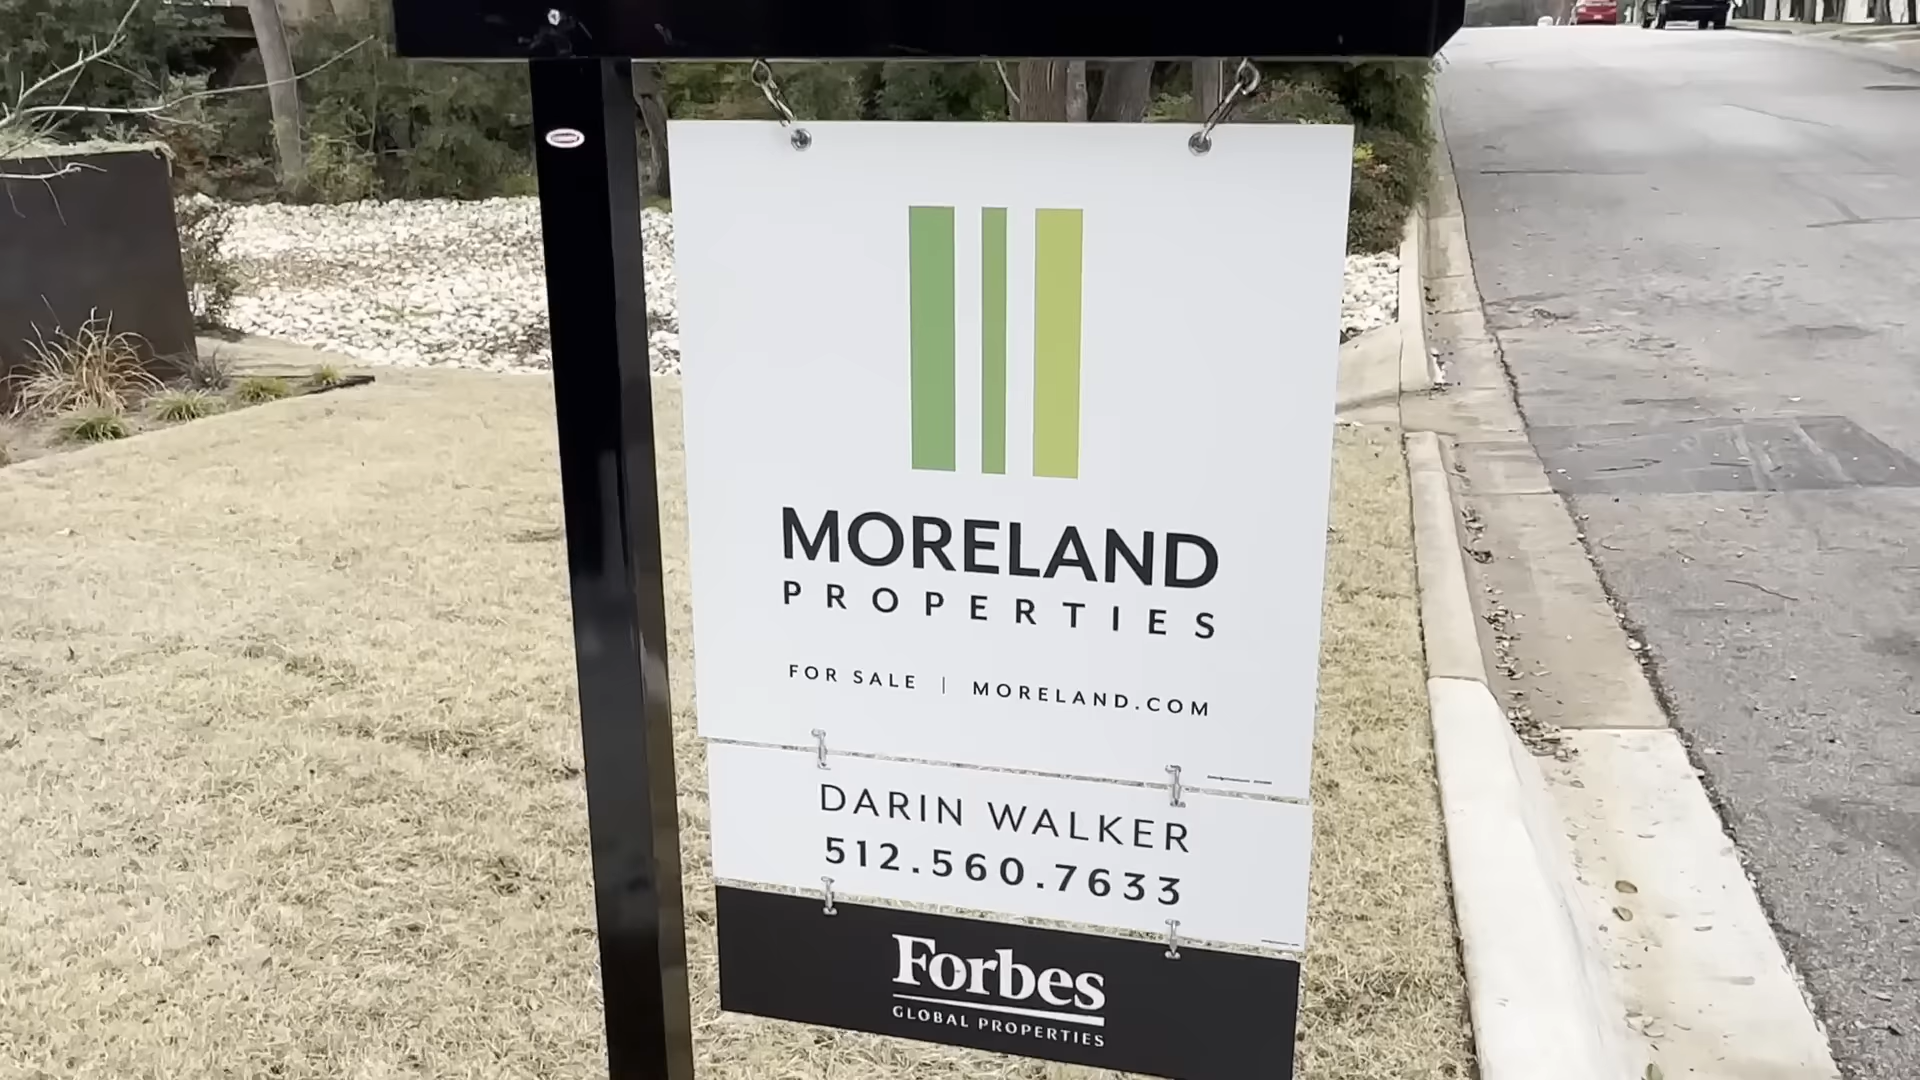 MORELAND
PROPERTIES
FOR SALE | MORELAND.COM
DARIN WALKER
512.560.7633
Forbes
GLOBAL PROPERTIES